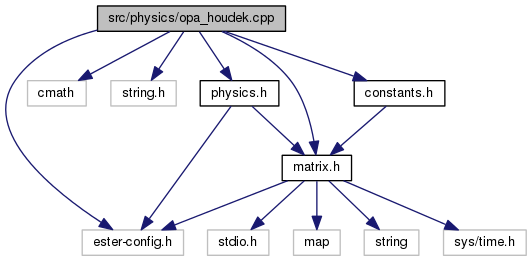 src/physics/opa_houdek.cpp
cmath
string.h
physics.h
constants.h
matrix.h
ester-config.h
stdio.h
map
string
sys/time.h